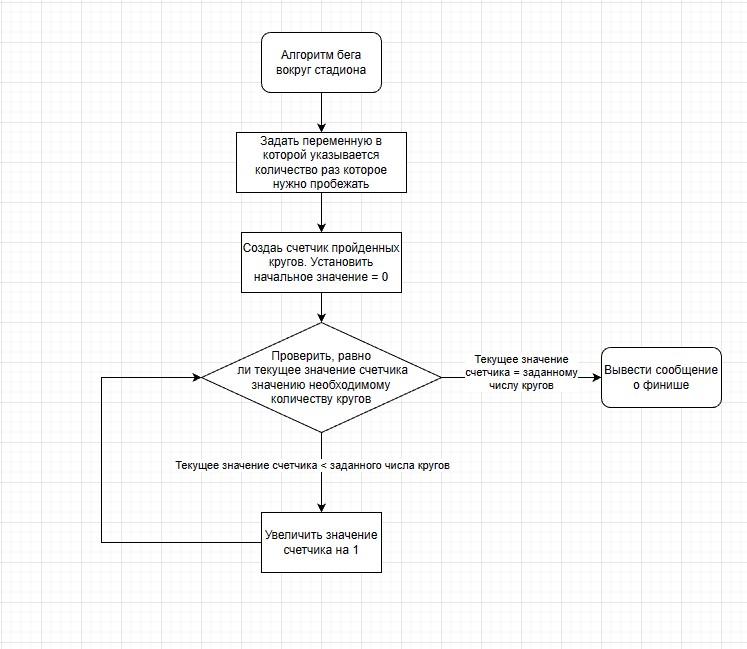 Алгоритм бега
вокруг стадиона
Задать переменную в
которой указывается
количество раз которое
нужно пробежать
Создаь счетчик пройденных
кругов. Установить
начальное значение = 0
Проверить, равно
ли текущее значение счетчика
значению необходимому
количеству кругов
Текущее значение
счетчика = заданному
числу кругов
Вывести сообщение
о финише
Текущее значение счетчика < заданного числа кругов
Увеличить значение
счетчика на 1